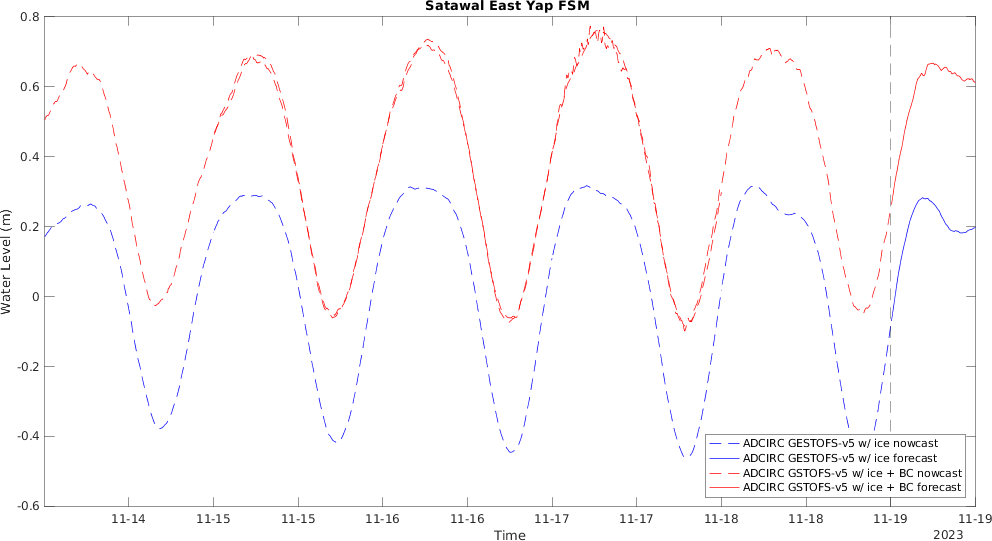 Satawal East Yap FSM
0.8
0.6
0.4
0.2
0
-0.2
-0.4
-0.6
Water Level (m)
ADCIRC GESTOFS-v5 w/ ice nowcast
ADCIRC GESTOFS-v5 w/ ice forecast
ADCIRC GSTOFS-v5 w/ ice + BC nowcast
ADCIRC GSTOFS-v5 w/ ice + BC forecast
11-14 11-15 11-15 11-16 11-16 11-17 11-17 11-18 11-18 11-19 11-19
Time
2023